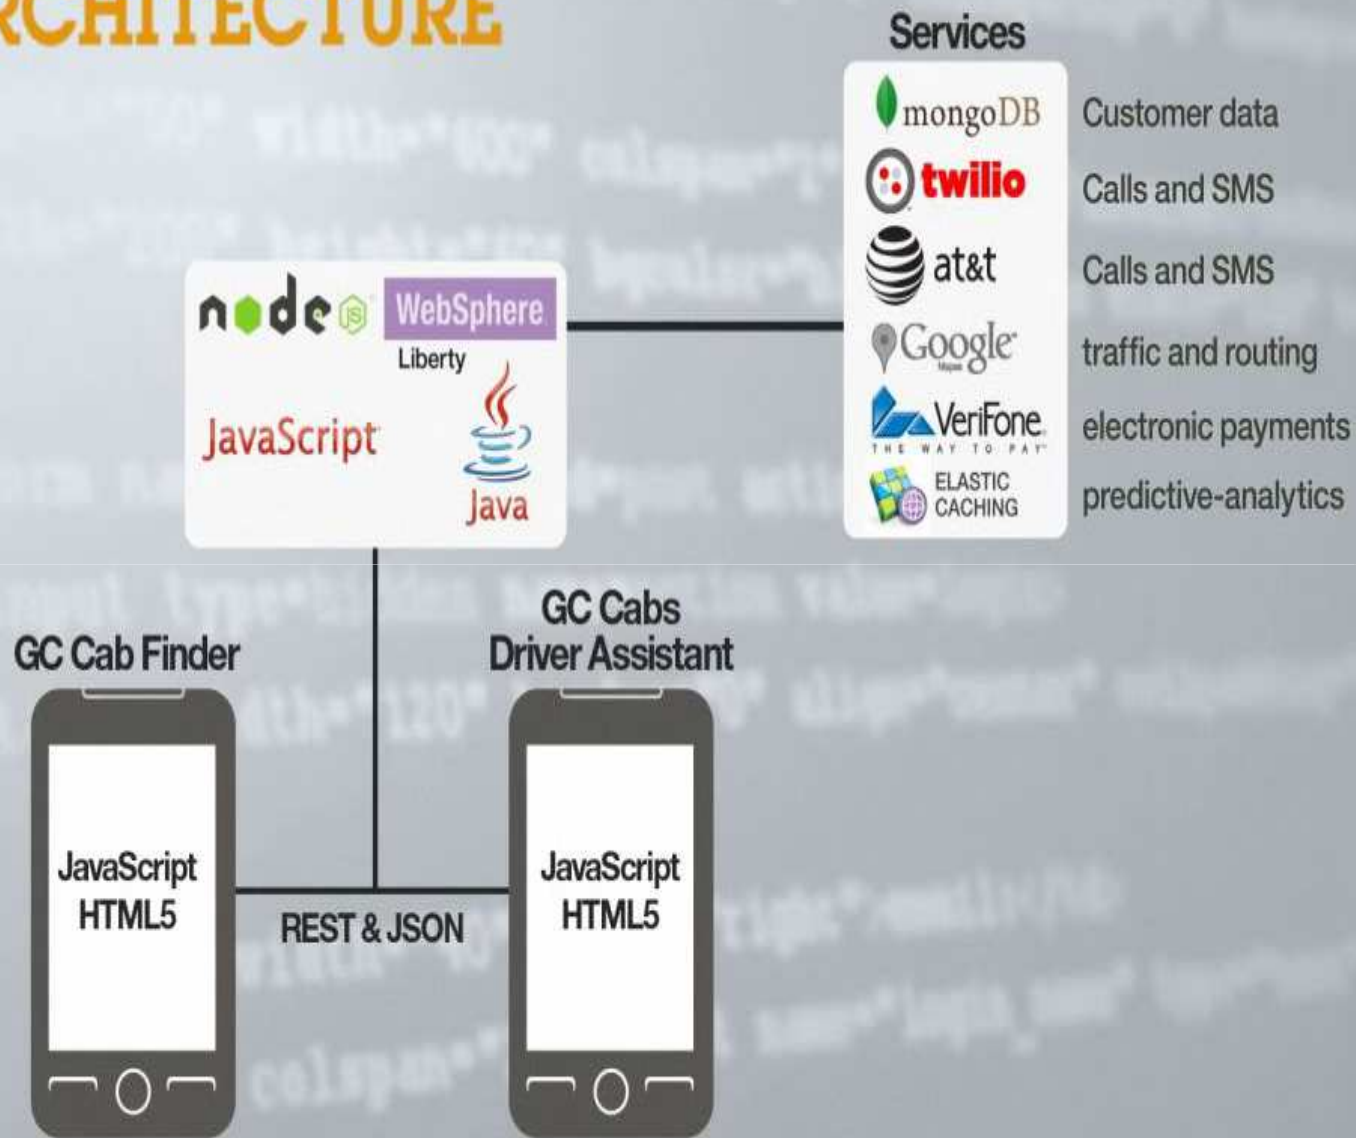 RCHITECTURE
Services
mongoDB Customer data
twilio Calls and SMS
at&t Calls and SMS
Google traffic and routing
VeriFone electronic payments
THE WAY TO PAY
ELASTIC
CACHING predictive-analytics
node JS WebSphere
Liberty
JavaScript
Java
GC Cab Finder
GC Cabs
Driver Assistant
JavaScript
HTML5
REST & JSON
JavaScript
HTML5